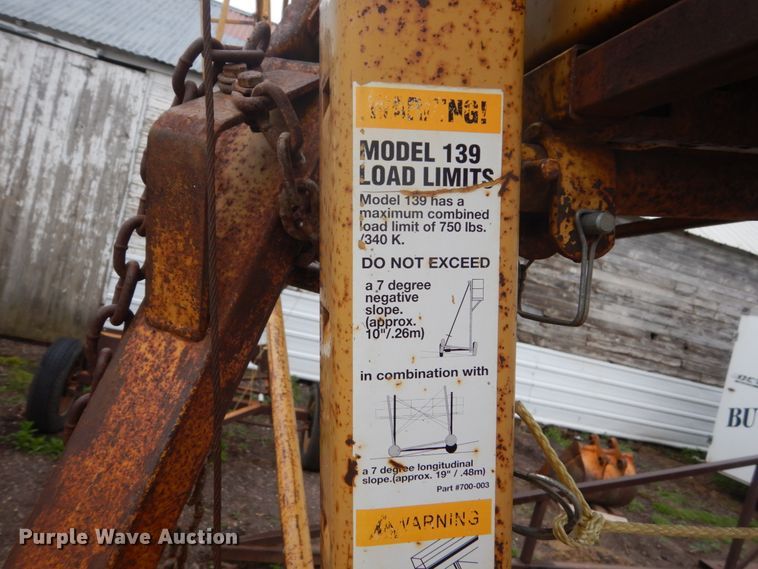 WARNING!
MODEL 139
LOAD LIMITS
Model 139 has a
maximum combined
load limit of 750 lbs.
/340 K.
DO NOT EXCEED
a 7 degree
negative
slope.
(approx.
10"/.26m)
in combination with
a 7 degree longitudinal
slope.(approx. 19" / .48m)
Part #700-003
WARNING
BU
Purple Wave Auction